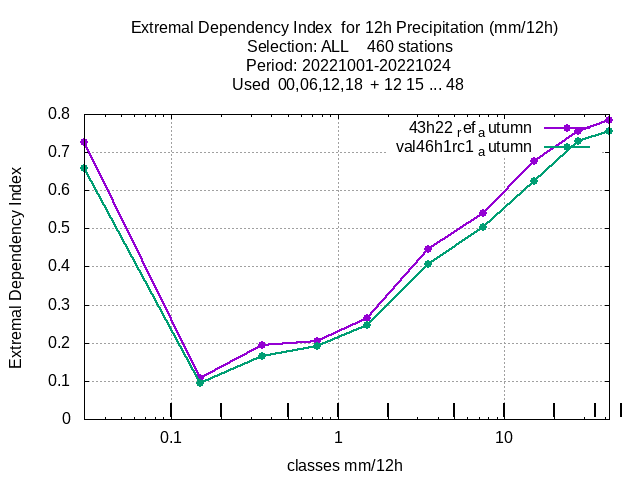 Extremal Dependency Index  for 12h Precipitation (mm/12h)
Selection: ALL    460 stations
Period: 20221001-20221024
Used  00,06,12,18  + 12 15 ... 48
43h22 ref autumn
val46h1rc1 autumn
Extremal Dependency Index
0.8
0.7
0.6
0.5
0.4
0.3
0.2
0.1
0
0.1
1
10
classes mm/12h